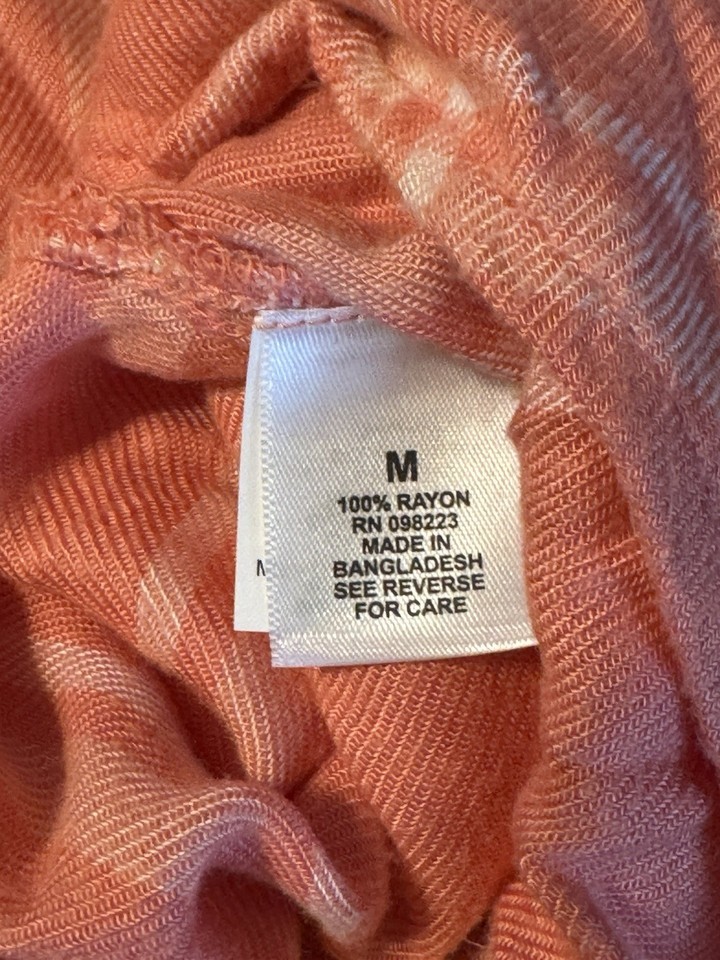 M
100% RAYON
RN 098223
MADE IN
BANGLADESH
SEE REVERSE
FOR CARE